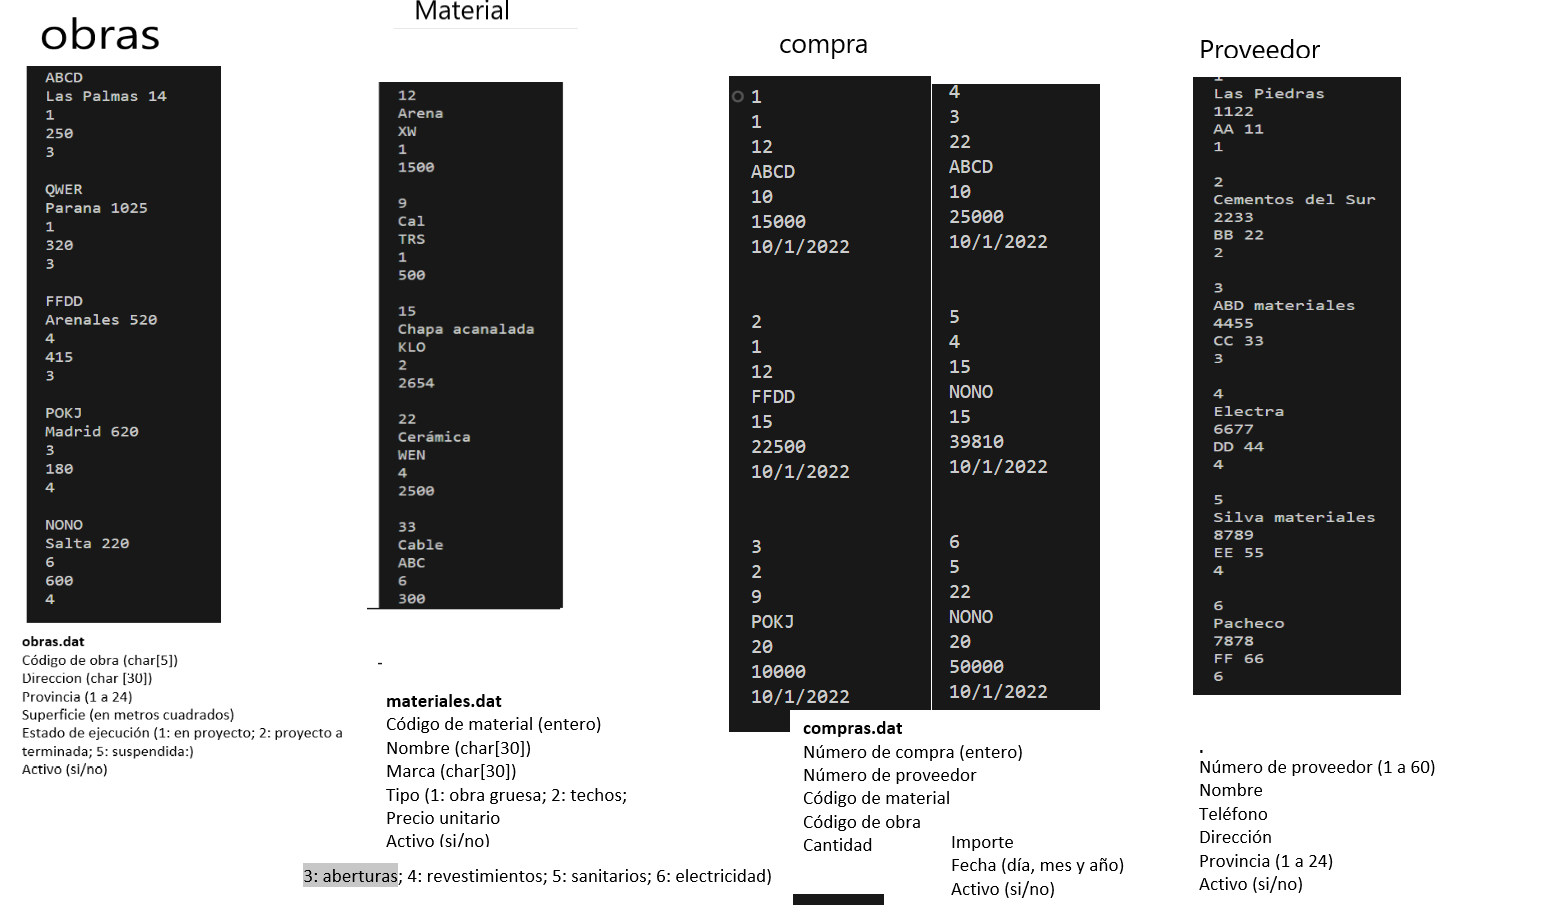 obras
ABCD
Las Palmas 14
1
250
3
QWER
Parana 1025
1
320
3
FFDD
Arenales 520
4
415
3
POKJ
Madrid 620
3
180
4
NONO
Salta 220
6
600
4
obras.dat
Código de obra (char[5])
Direccion (char [30])
Provincia (1 a 24)
Superficie (en metros cuadrados)
Estado de ejecución (1: en proyecto; 2: proyecto a
terminada; 5: suspendida:)
Activo (si/no)
Material
12
Arena
XW
1
1500
9
Cal
TRS
1
500
15
Chapa acanalada
KLO
2
2654
22
Cerámica
WEN
4
2500
33
Cable
ABC
6
300
-
materiales.dat
Código de material (entero)
Nombre (char[30])
Marca (char[30])
Tipo (1: obra gruesa; 2: techos;
Precio unitario
Activo (si/no)
3: aberturas; 4: revestimientos; 5: sanitarios; 6: electricidad)
compra
1
1
12
ABCD
10
15000
10/1/2022
2
1
12
FFDD
15
22500
10/1/2022
3
2
9
POKJ
20
10000
10/1/2022
4
3
22
ABCD
10
25000
10/1/2022
5
4
15
NONO
15
39810
10/1/2022
6
5
22
NONO
20
50000
10/1/2022
compras.dat
Número de compra (entero)
Número de proveedor
Código de material
Código de obra
Cantidad
Importe
Fecha (día, mes y año)
Activo (si/no)
Proveedor
1
Las Piedras
1122
AA 11
1
2
Cementos del Sur
2233
BB 22
2
3
ABD materiales
4455
CC 33
3
4
Electra
6677
DD 44
4
5
Silva materiales
8789
EE 55
4
6
Pacheco
7878
FF 66
6
.
Número de proveedor (1 a 60)
Nombre
Teléfono
Dirección
Provincia (1 a 24)
Activo (si/no)